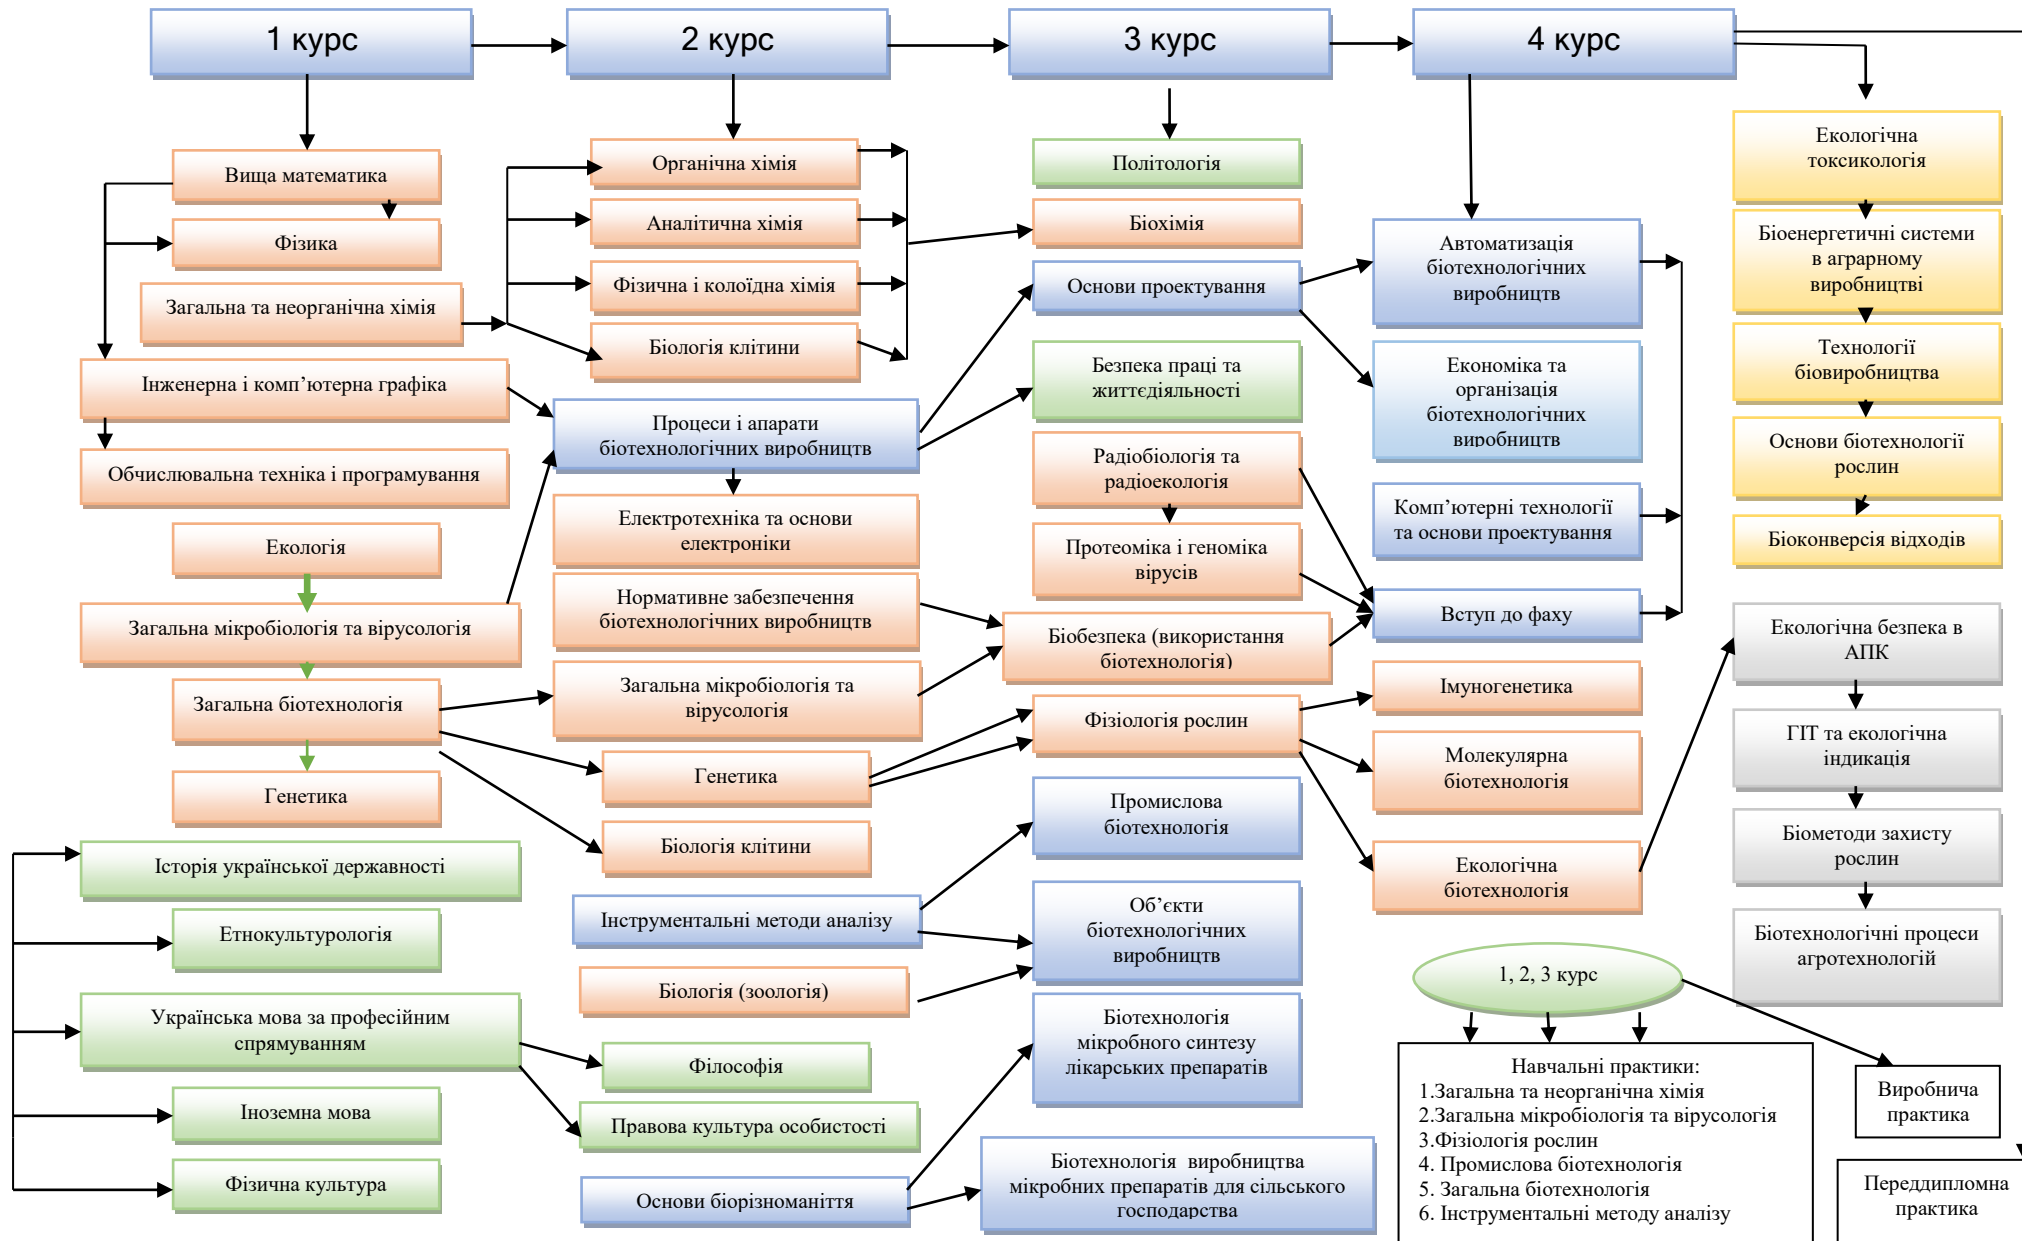 1 курс
2 курс
3 курс
4 курс
Вища математика
Фізика
Загальна та неорганічна хімія
Інженерна і комп’ютерна графіка
Обчислювальна техніка і програмування
Екологія
Загальна мікробіологія та вірусологія
Загальна біотехнологія
Генетика
Історія української державності
Етнокультурологія
Українська мова за професійним
спрямуванням
Іноземна мова
Фізична культура
Органічна хімія
Аналітична хімія
Фізична і колоїдна хімія
Біологія клітини
Процеси і апарати
біотехнологічних виробництв
Електротехніка та основи
електроніки
Нормативне забезпечення
біотехнологічних виробництв
Загальна мікробіологія та
вірусологія
Генетика
Біологія клітини
Інструментальні методи аналізу
Біологія (зоологія)
Філософія
Правова культура особистості
Основи біорізноманіття
Політологія
Біохімія
Основи проектування
Безпека праці та
життєдіяльності
Радіобіологія та
радіоекологія
Протеоміка і геноміка
вірусів
Біобезпека (використання
біотехнологія)
Фізіологія рослин
Промислова
біотехнологія
Об’єкти
біотехнологічних
виробництв
Біотехнологія
мікробного синтезу
лікарських препаратів
Біотехнологія виробництва
мікробних препаратів для сільського
господарства
Автоматизація
біотехнологічних
виробництв
Економіка та
організація
біотехнологічних
виробництв
Комп’ютерні технології
та основи проектування
Вступ до фаху
Імуногенетика
Молекулярна
біотехнологія
Екологічна
біотехнологія
1, 2, 3 курс
Навчальні практики:
1.Загальна та неорганічна хімія
2.Загальна мікробіологія та вірусологія
3.Фізіологія рослин
4. Промислова біотехнологія
5. Загальна біотехнологія
6. Інструментальні методу аналізу
Екологічна
токсикологія
Біоенергетичні системи
в аграрному
виробництві
Технології
біовиробництва
Основи біотехнології
рослин
Біоконверсія відходів
Екологічна безпека в
АПК
ГІТ та екологічна
індикація
Біометоди захисту
рослин
Біотехнологічні процеси
агротехнологій
Виробнича
практика
Переддипломна
практика